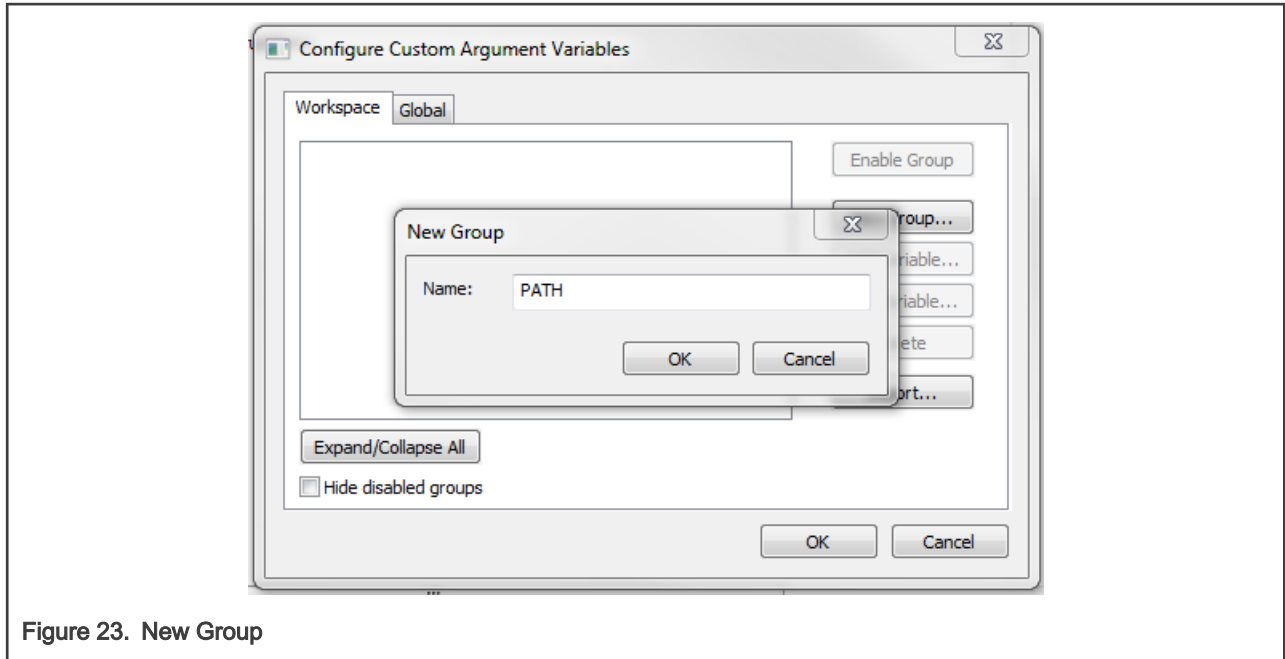 Configure Custom Argument Variables
Workspace Global
Enable Group
roup...
New Group
riable...
Name: PATH
riable...
ete
OK Cancel
ort...
Expand/Collapse All
Hide disabled groups
OK Cancel
Figure 23. New Group